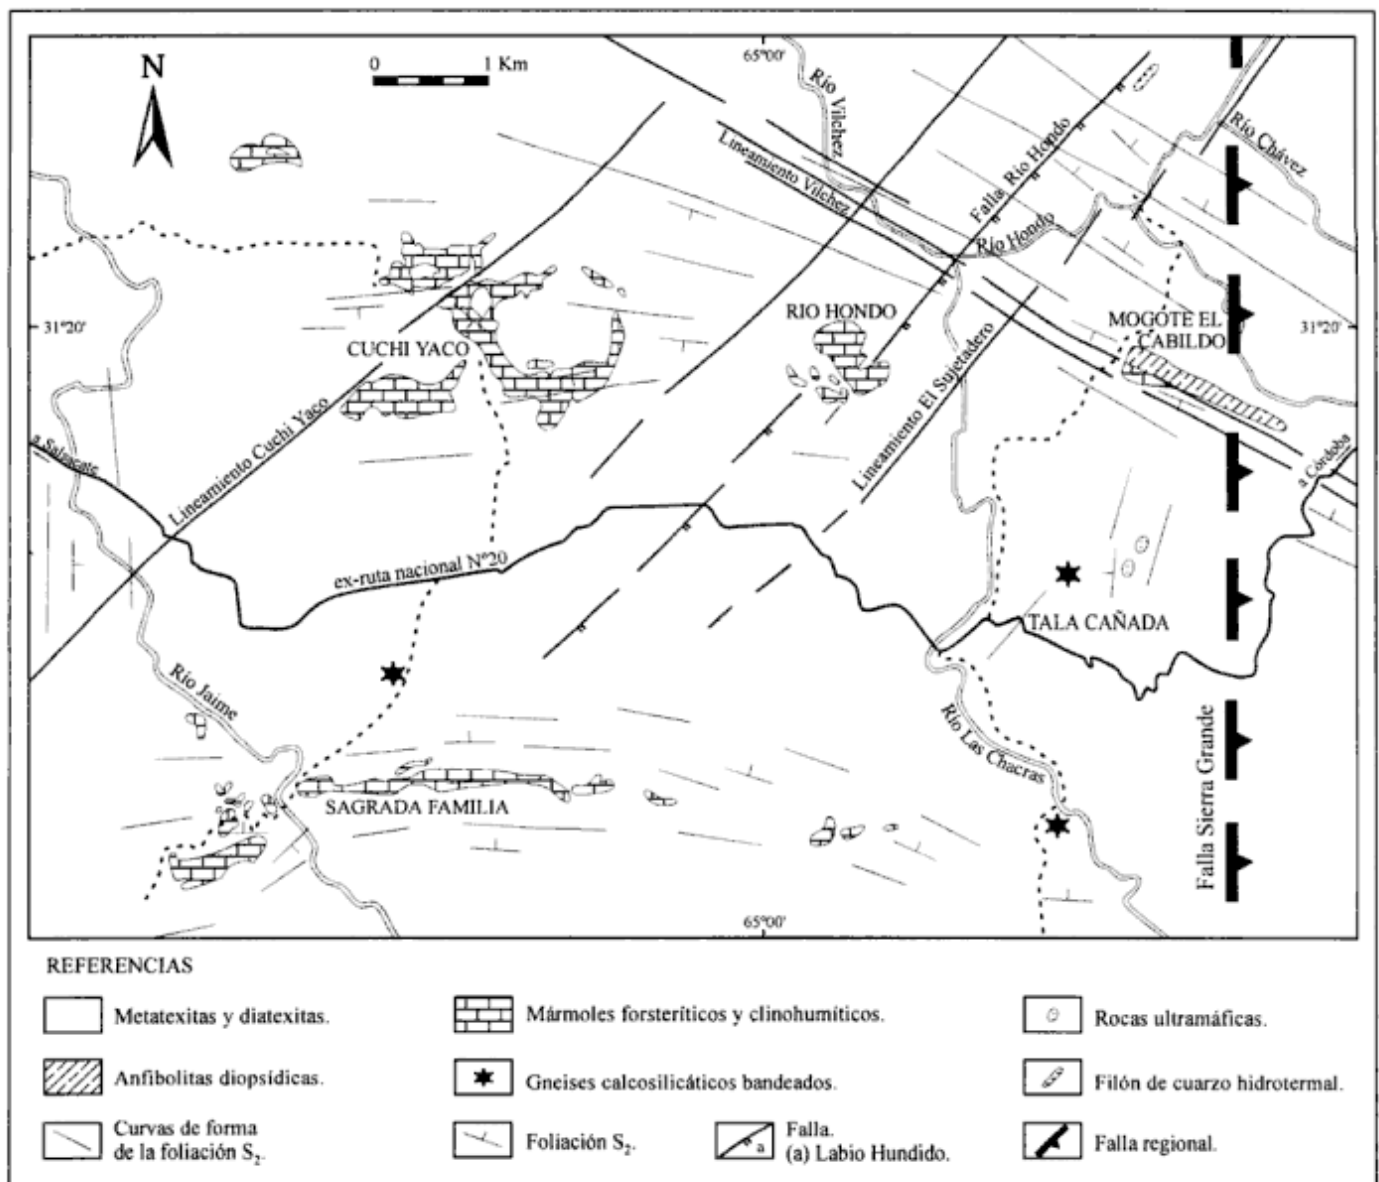 N
0 1 Km
65°00'
Río Vilchez
Lineamiento Vilchez
Falla Río Hondo
Río Hondo
Río Chávez
31°20'
CUCHI YACO
RIO HONDO
MOGOTE EL
CABILDO
31°20'
Lineamiento Cuchi Yaco
Lineamiento El Sujetadero
a Salsacate
a Córdoba
ex-ruta nacional Nº20
TALA CAÑADA
Río Jaime
Río Las Chacras
Falla Sierra Grande
SAGRADA FAMILIA
65°00'
REFERENCIAS
Metatexitas y diatexitas.
Mármoles forsteríticos y clinohumíticos.
Rocas ultramáficas.
Anfibolitas diopsídicas.
Gneises calcosilicáticos bandeados.
Filón de cuarzo hidrotermal.
Curvas de forma
de la foliación S₂.
Foliación S₂.
a
Falla.
(a) Labio Hundido.
Falla regional.